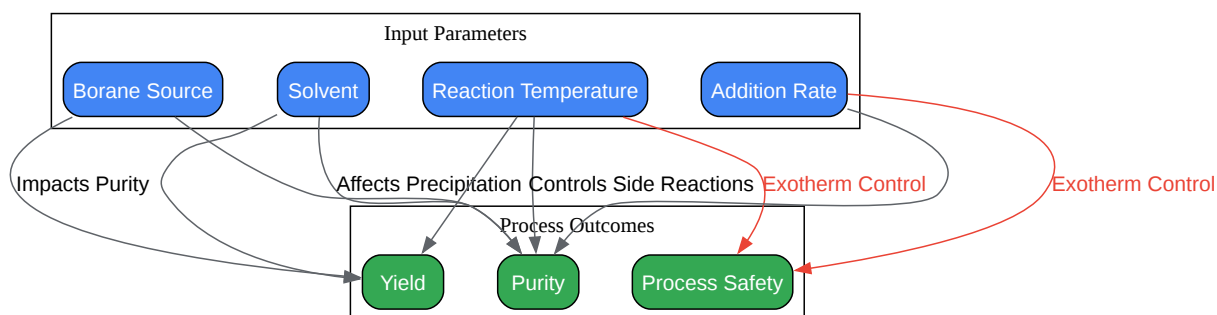 Input Parameters
Borane Source
Solvent
Reaction Temperature
Addition Rate
Impacts Purity
Affects Precipitation
Controls Side Reactions
Exotherm Control
Exotherm Control
Process Outcomes
Yield
Purity
Process Safety